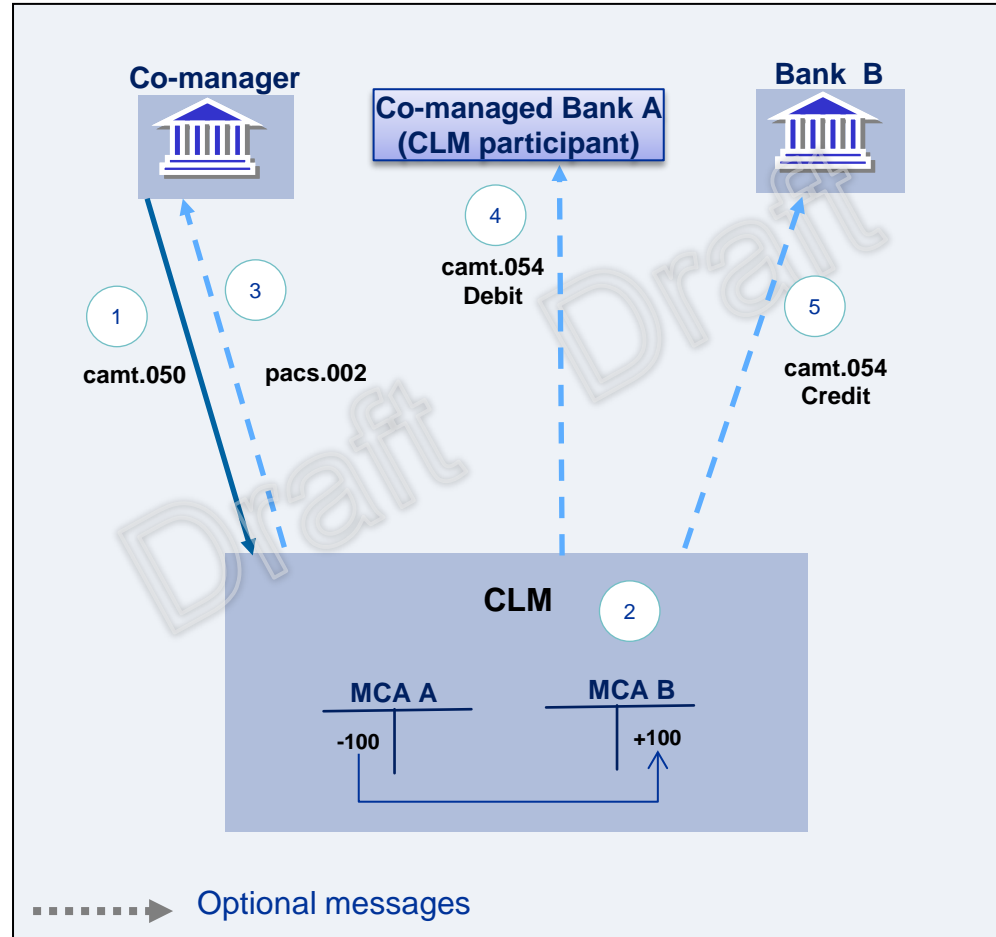 Co-manager
Co-managed Bank A
(CLM participant)
Bank B
1
camt.050
3
pacs.002
4
camt.054
Debit
5
camt.054
Credit
Draft
Draft
CLM
2
MCA A
-100
MCA B
+100
Optional messages